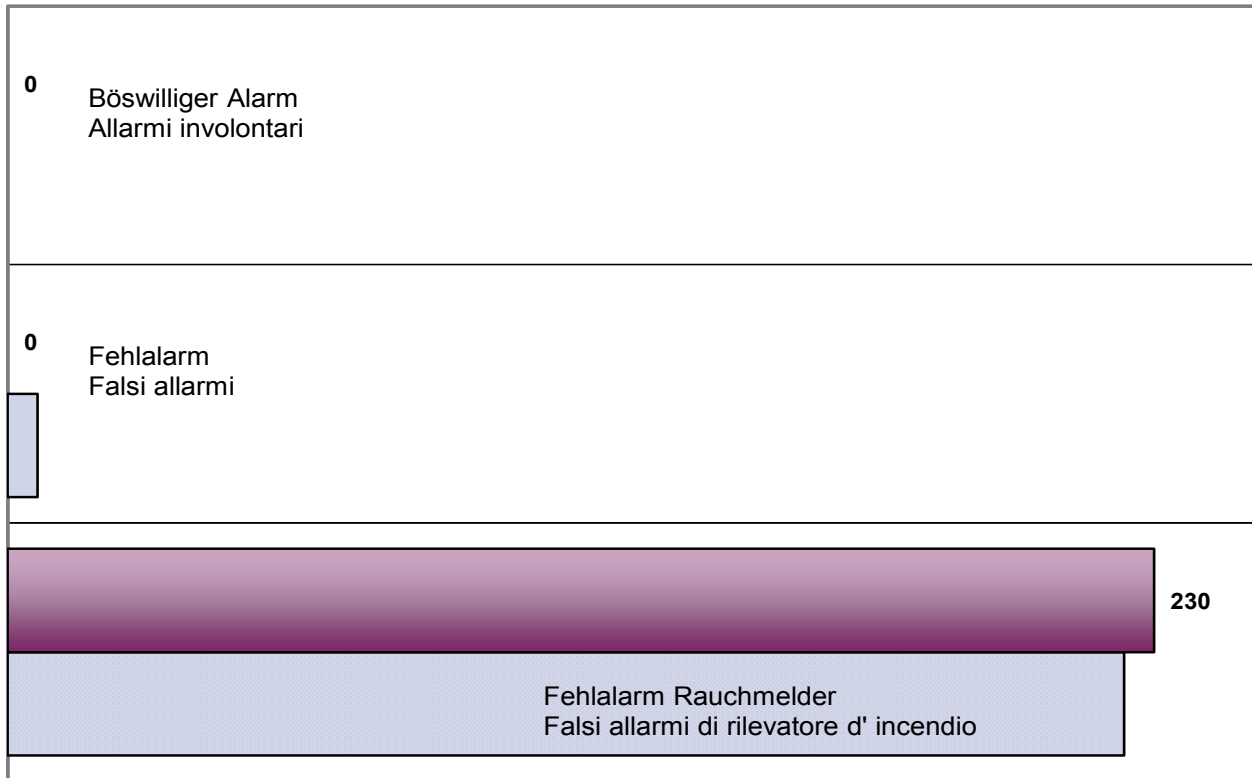 0
Böswilliger Alarm
Allarmi involontari
0
Fehlalarm
Falsi allarmi
230
Fehlalarm Rauchmelder
Falsi allarmi di rilevatore d' incendio